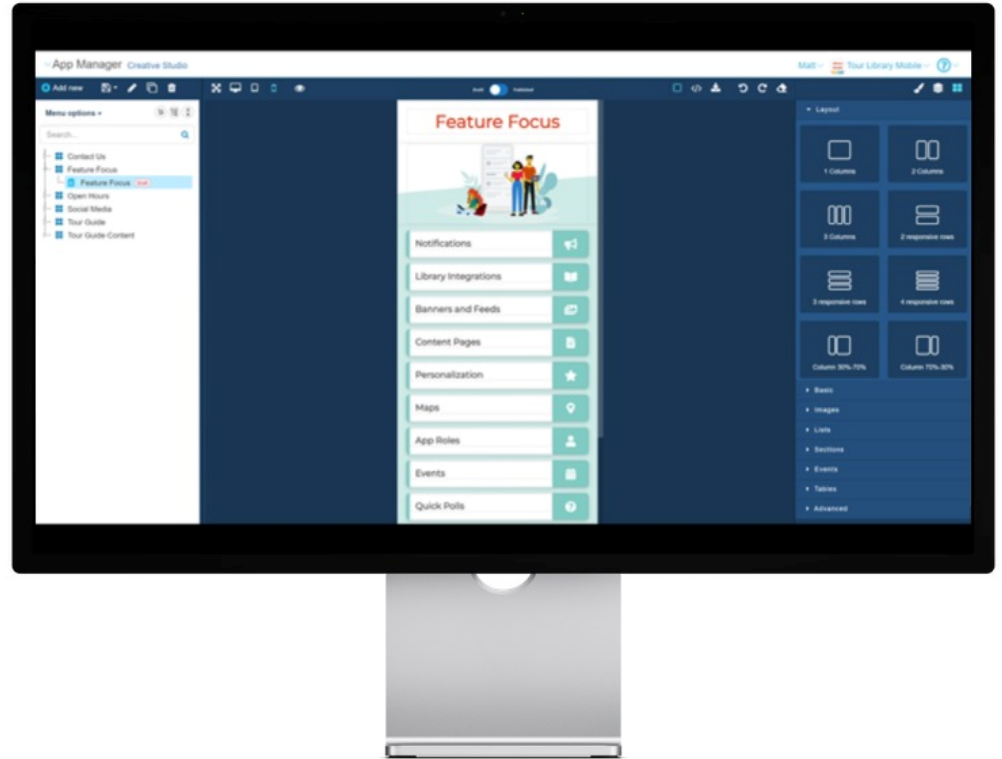 App Manager Creative Studio
Matt Tour Library Mobile ?
Add new
Draft Published
Menu options
Search...
Contact Us
Feature Focus
Feature Focus Draft
Open Hours
Social Media
Tour Guide
Tour Guide Content
Feature Focus
Notifications
Library Integrations
Banners and Feeds
Content Pages
Personalization
Maps
App Roles
Events
Quick Polls
Layout
1 Columns
2 Columns
3 Columns
2 responsive rows
3 responsive rows
4 responsive rows
Column 30%-70%
Column 70%-30%
Basic
Images
Lists
Sections
Events
Tables
Advanced